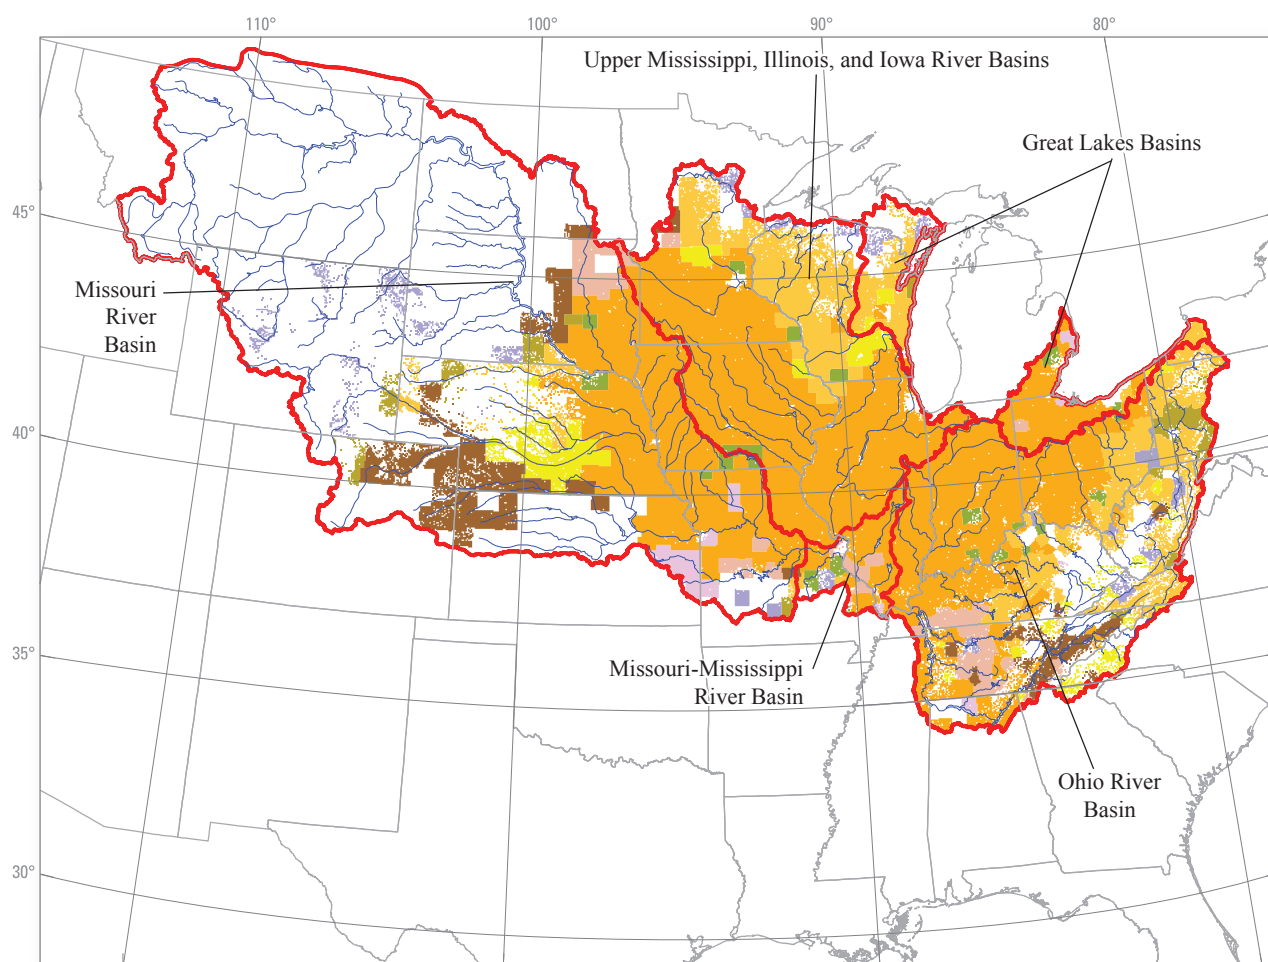 110°
100°
90°
80°
Upper Mississippi, Illinois, and Iowa River Basins
Great Lakes Basins
45°
Missouri
River
Basin
40°
35°
Missouri-Mississippi
River Basin
Ohio River
Basin
30°